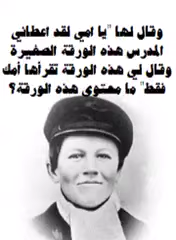 وقال لها "يا امي لقد اعطاني
المدرس هذه الورقة الصغيرة
وقال لي هذه الورقة تقرأها أمك
فقط" ما محتوى هذه الورقة؟